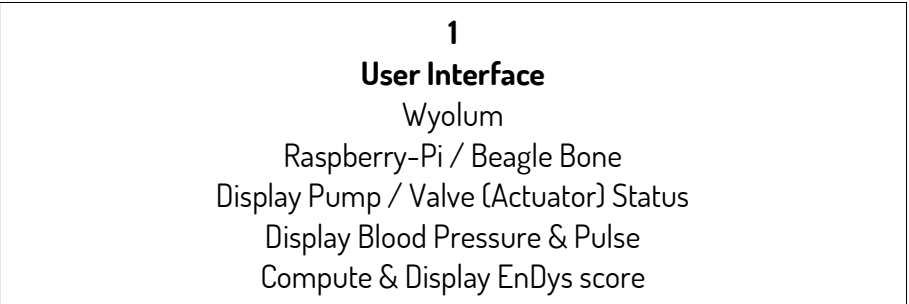 1
User Interface
Wyolum
Raspberry-Pi / Beagle Bone
Display Pump / Valve (Actuator) Status
Display Blood Pressure & Pulse
Compute & Display EnDys score